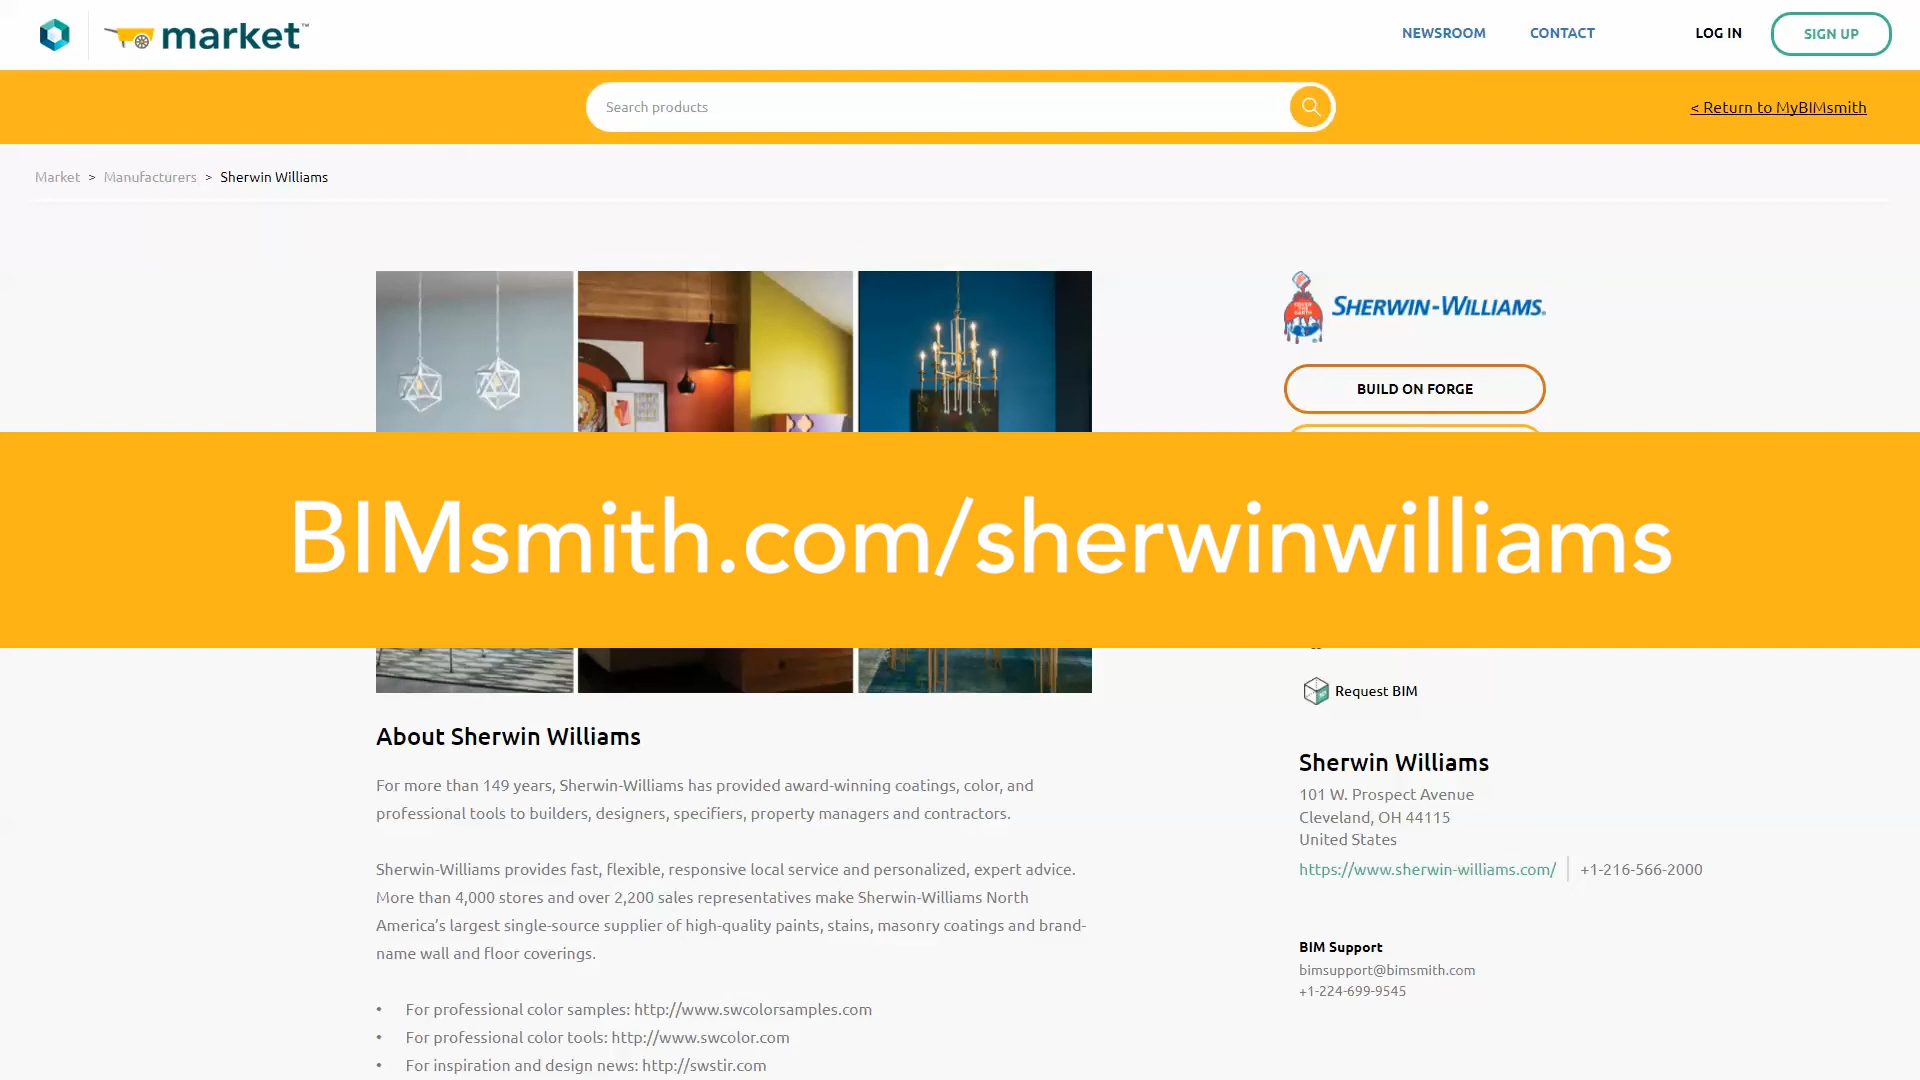 market™
NEWSROOM
CONTACT
LOG IN
SIGN UP
Search products
< Return to MyBIMsmith
Market > Manufacturers > Sherwin Williams
COVER THE EARTH
SHERWIN-WILLIAMS®
BUILD ON FORGE
BIMsmith.com/sherwinwilliams
Request BIM
About Sherwin Williams
For more than 149 years, Sherwin-Williams has provided award-winning coatings, color, and
professional tools to builders, designers, specifiers, property managers and contractors.
Sherwin-Williams provides fast, flexible, responsive local service and personalized, expert advice.
More than 4,000 stores and over 2,200 sales representatives make Sherwin-Williams North
America’s largest single-source supplier of high-quality paints, stains, masonry coatings and brand-
name wall and floor coverings.
• For professional color samples: http://www.swcolorsamples.com
• For professional color tools: http://www.swcolor.com
• For inspiration and design news: http://swstir.com
Sherwin Williams
101 W. Prospect Avenue
Cleveland, OH 44115
United States
https://www.sherwin-williams.com/ | +1-216-566-2000
BIM Support
bimsupport@bimsmith.com
+1-224-699-9545